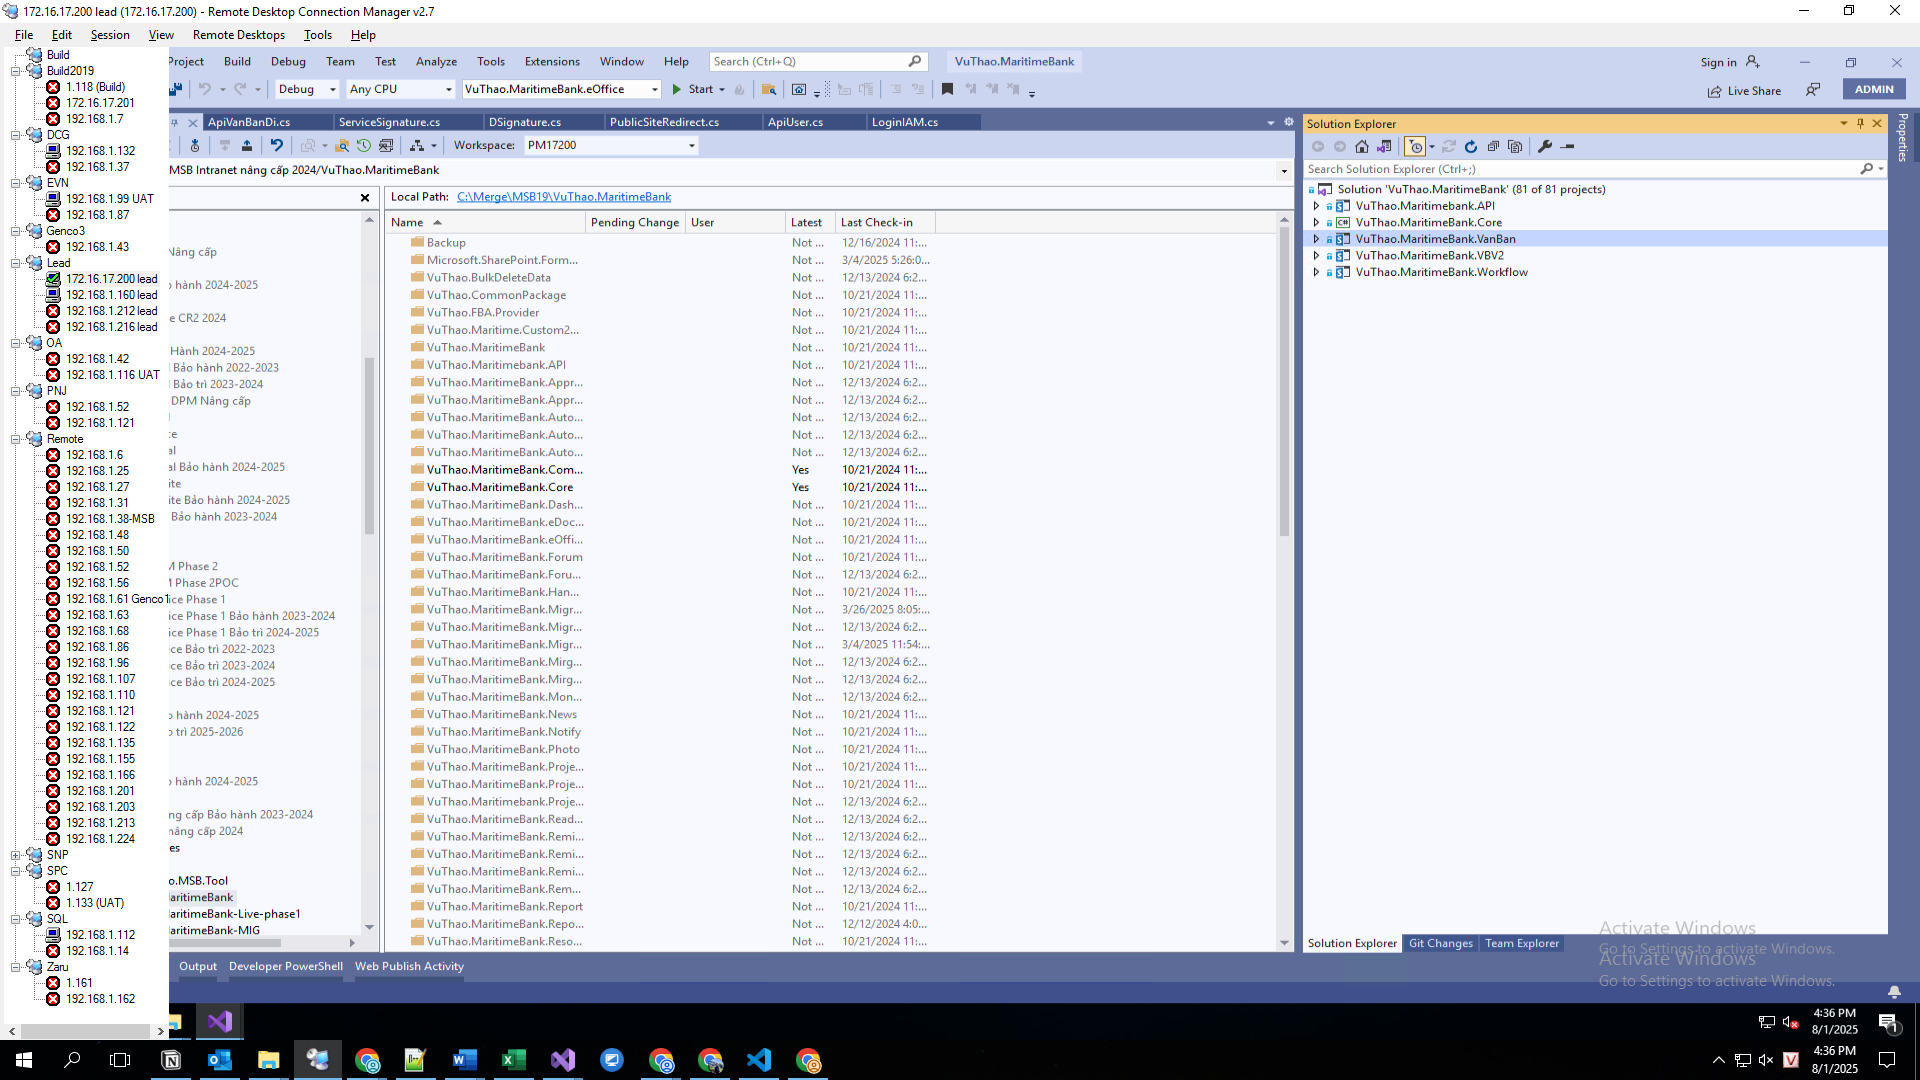 172.16.17.200 lead (172.16.17.200) - Remote Desktop Connection Manager v2.7
File Edit Session View Remote Desktops Tools Help
Build
Build2019
1.118 (Build)
172.16.17.201
192.168.1.7
DCG
192.168.1.132
192.168.1.37
EVN
192.168.1.99 UAT
192.168.1.87
Genco3
192.168.1.43
Lead
172.16.17.200 lead
192.168.1.160 lead
192.168.1.212 lead
192.168.1.216 lead
OA
192.168.1.42
192.168.1.116 UAT
PNJ
192.168.1.52
192.168.1.121
Remote
192.168.1.6
192.168.1.25
192.168.1.27
192.168.1.31
192.168.1.38-MSB
192.168.1.48
192.168.1.50
192.168.1.52
192.168.1.56
192.168.1.61 Genco1
192.168.1.63
192.168.1.68
192.168.1.86
192.168.1.96
192.168.1.107
192.168.1.110
192.168.1.121
192.168.1.122
192.168.1.135
192.168.1.155
192.168.1.166
192.168.1.201
192.168.1.203
192.168.1.213
192.168.1.224
SNP
SPC
1.127
1.133 (UAT)
SQL
192.168.1.112
192.168.1.14
Zaru
1.161
192.168.1.162
Project Build Debug Team Test Analyze Tools Extensions Window Help Search (Ctrl+Q) VuThao.MaritimeBank Sign in
Debug Any CPU VuThao.MaritimeBank.eOffice Start Live Share ADMIN
ApiVanBanDi.cs ServiceSignature.cs DSignature.cs PublicSiteRedirect.cs ApiUser.cs LoginIAM.cs
Workspace: PM17200
MSB Intranet nâng cấp 2024/VuThao.MaritimeBank
Nâng cấp
hành 2024-2025
e CR2 2024
Hành 2024-2025
Bảo hành 2022-2023
Bảo trì 2023-2024
DPM Nâng cấp
ce
al
al Bảo hành 2024-2025
ite
ite Bảo hành 2024-2025
Bảo hành 2023-2024
M Phase 2
M Phase 2POC
ice Phase 1
ice Phase 1 Bảo hành 2023-2024
ice Phase 1 Bảo trì 2024-2025
ice Bảo trì 2022-2023
ice Bảo trì 2023-2024
ice Bảo trì 2024-2025
o hành 2024-2025
o trì 2025-2026
o hành 2024-2025
ng cấp Bảo hành 2023-2024
nâng cấp 2024
es
o.MSB.Tool
aritimeBank
aritimeBank-Live-phase1
aritimeBank-MIG
Local Path: C:\Merge\MSB19\VuThao.MaritimeBank
Name Pending Change User Latest Last Check-in
Backup Not ... 12/16/2024 11:...
Microsoft.SharePoint.Form... Not ... 3/4/2025 5:26:0...
VuThao.BulkDeleteData Not ... 12/13/2024 6:2...
VuThao.CommonPackage Not ... 10/21/2024 11:...
VuThao.FBA.Provider Not ... 10/21/2024 11:...
VuThao.Maritime.Custom2... Not ... 10/21/2024 11:...
VuThao.MaritimeBank Not ... 10/21/2024 11:...
VuThao.Maritimebank.API Not ... 10/21/2024 11:...
VuThao.MaritimeBank.Appr... Not ... 12/13/2024 6:2...
VuThao.MaritimeBank.Appr... Not ... 12/13/2024 6:2...
VuThao.MaritimeBank.Auto... Not ... 12/13/2024 6:2...
VuThao.MaritimeBank.Auto... Not ... 12/13/2024 6:2...
VuThao.MaritimeBank.Auto... Not ... 12/13/2024 6:2...
VuThao.MaritimeBank.Com... Yes 10/21/2024 11:...
VuThao.MaritimeBank.Core Yes 10/21/2024 11:...
VuThao.MaritimeBank.Dash... Not ... 10/21/2024 11:...
VuThao.MaritimeBank.eDoc... Not ... 10/21/2024 11:...
VuThao.MaritimeBank.eOffi... Not ... 10/21/2024 11:...
VuThao.MaritimeBank.Forum Not ... 10/21/2024 11:...
VuThao.MaritimeBank.Foru... Not ... 12/13/2024 6:2...
VuThao.MaritimeBank.Han... Not ... 10/21/2024 11:...
VuThao.MaritimeBank.Migr... Not ... 3/26/2025 8:05:...
VuThao.MaritimeBank.Migr... Not ... 12/13/2024 6:2...
VuThao.MaritimeBank.Migr... Not ... 3/4/2025 11:54:...
VuThao.MaritimeBank.Mirg... Not ... 12/13/2024 6:2...
VuThao.MaritimeBank.Mirg... Not ... 12/13/2024 6:2...
VuThao.MaritimeBank.Mon... Not ... 12/13/2024 6:2...
VuThao.MaritimeBank.News Not ... 10/21/2024 11:...
VuThao.MaritimeBank.Notify Not ... 10/21/2024 11:...
VuThao.MaritimeBank.Photo Not ... 10/21/2024 11:...
VuThao.MaritimeBank.Proje... Not ... 10/21/2024 11:...
VuThao.MaritimeBank.Proje... Not ... 10/21/2024 11:...
VuThao.MaritimeBank.Proje... Not ... 12/13/2024 6:2...
VuThao.MaritimeBank.Read... Not ... 10/21/2024 11:...
VuThao.MaritimeBank.Remi... Not ... 12/13/2024 6:2...
VuThao.MaritimeBank.Remi... Not ... 12/13/2024 6:2...
VuThao.MaritimeBank.Remi... Not ... 12/13/2024 6:2...
VuThao.MaritimeBank.Rem... Not ... 12/13/2024 6:2...
VuThao.MaritimeBank.Report Not ... 10/21/2024 11:...
VuThao.MaritimeBank.Repo... Not ... 12/12/2024 4:0...
VuThao.MaritimeBank.Reso... Not ... 10/21/2024 11:...
Solution Explorer
Properties
Search Solution Explorer (Ctrl+;)
Solution 'VuThao.MaritimeBank' (81 of 81 projects)
VuThao.Maritimebank.API
VuThao.MaritimeBank.Core
VuThao.MaritimeBank.VanBan
VuThao.MaritimeBank.VBV2
VuThao.MaritimeBank.Workflow
Activate Windows
Go to Settings to activate Windows.
Activate Windows
Go to Settings to activate Windows.
Solution Explorer Git Changes Team Explorer
Output Developer PowerShell Web Publish Activity
4:36 PM
8/1/2025
1
4:36 PM
8/1/2025